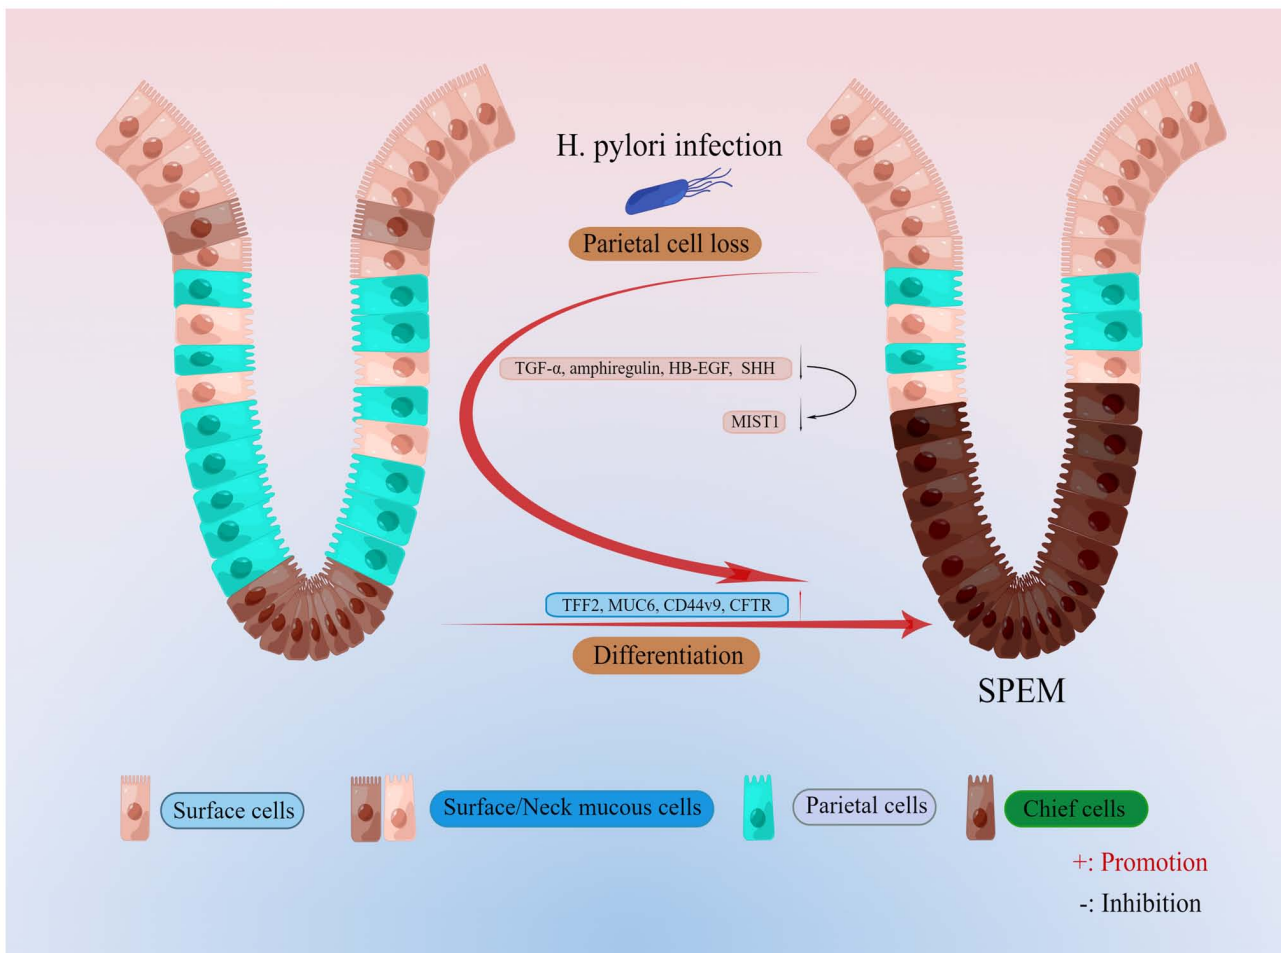 H. pylori infection
Parietal cell loss
TGF-α, amphiregulin, HB-EGF, SHH
MIST1
TFF2, MUC6, CD44v9, CFTR
Differentiation
SPEM
Surface cells
Surface/Neck mucous cells
Parietal cells
Chief cells
+: Promotion
-: Inhibition